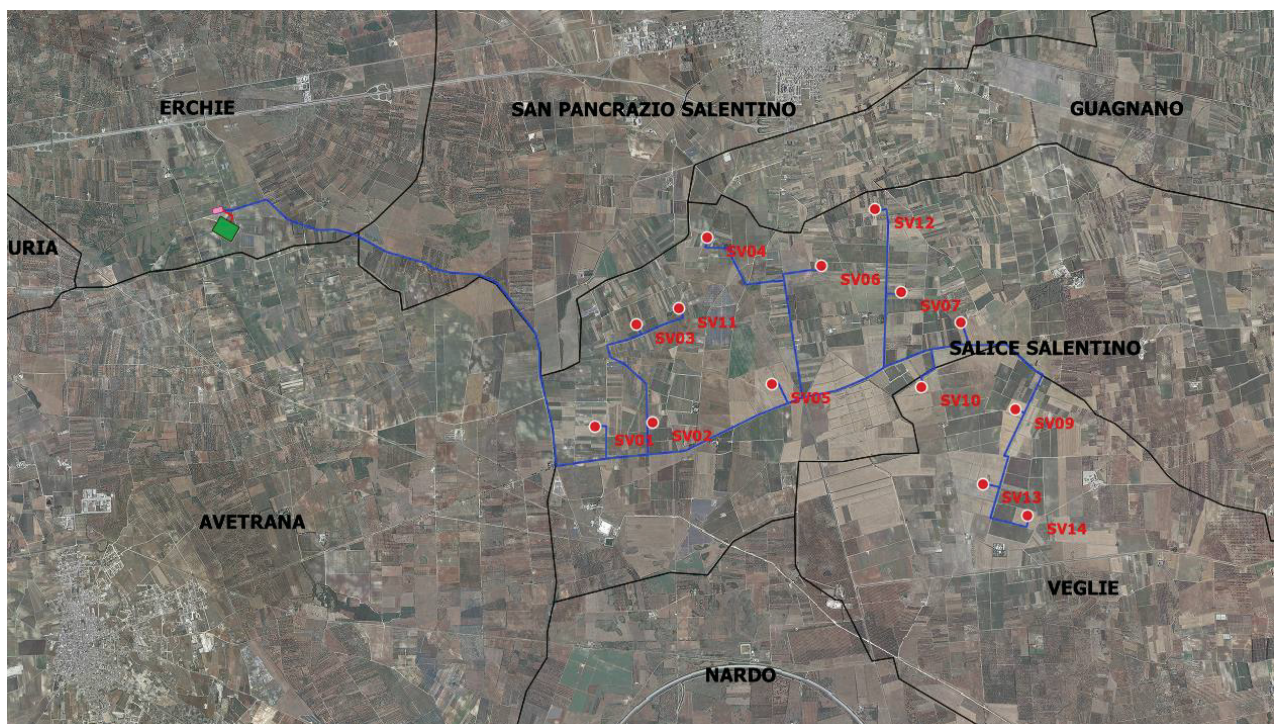 ERCHIE
SAN PANCRAZIO SALENTINO
GUAGNANO
URIA
SV12
SV04
SV06
SV07
SV11
SV03
SALICE SALENTINO
SV05
SV10
SV09
SV01
SV02
SV13
AVETRANA
SV14
VEGLIE
NARDO